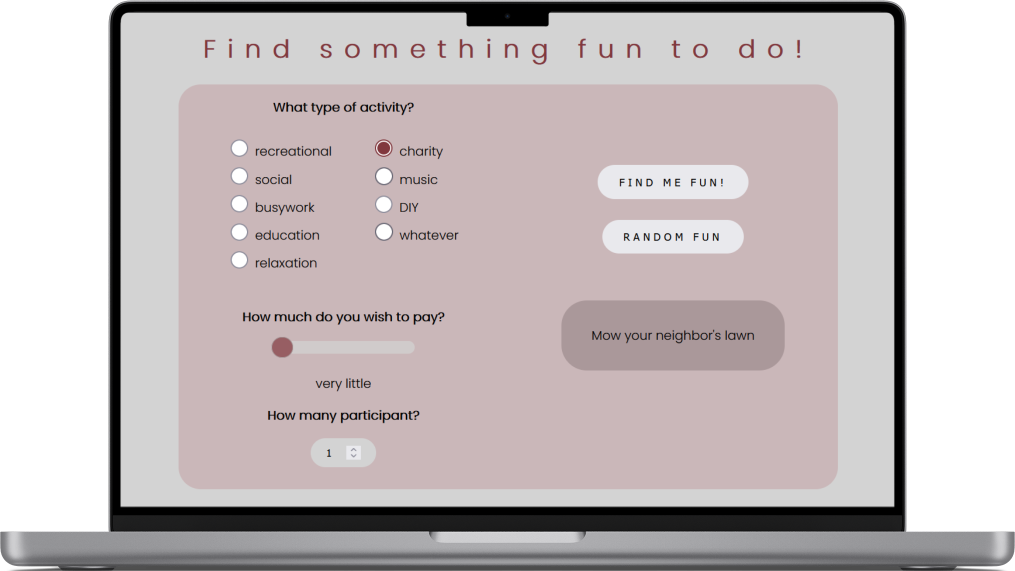 Find something fun to do!
What type of activity?
recreational
charity
social
music
busywork
DIY
education
whatever
relaxation
FIND ME FUN!
RANDOM FUN
How much do you wish to pay?
very little
How many participant?
1
Mow your neighbor's lawn